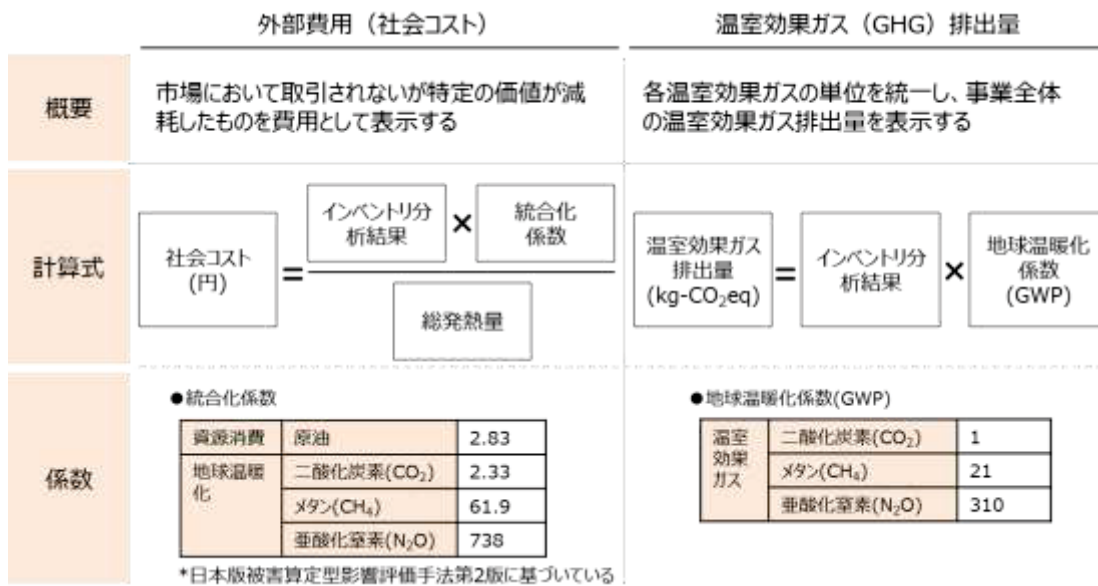 外部費用（社会コスト）
温室効果ガス（GHG）排出量
概要
市場において取引されないが特定の価値が減
耗したものを費用として表示する
各温室効果ガスの単位を統一し、事業全体
の温室効果ガス排出量を表示する
計算式
社会コスト
(円)
=
インベントリ分
析結果
×
統合化
係数
総発熱量
温室効果ガス
排出量
(kg-CO₂eq)
=
インベントリ分
析結果
×
地球温暖化
係数
(GWP)
係数
●統合化係数
資源消費 原油 2.83
地球温暖
化
二酸化炭素(CO₂) 2.33
メタン(CH₄) 61.9
亜酸化窒素(N₂O) 738
*日本版被害算定型影響評価手法第2版に基づいている
●地球温暖化係数(GWP)
温室
効果
ガス
二酸化炭素(CO₂) 1
メタン(CH₄) 21
亜酸化窒素(N₂O) 310